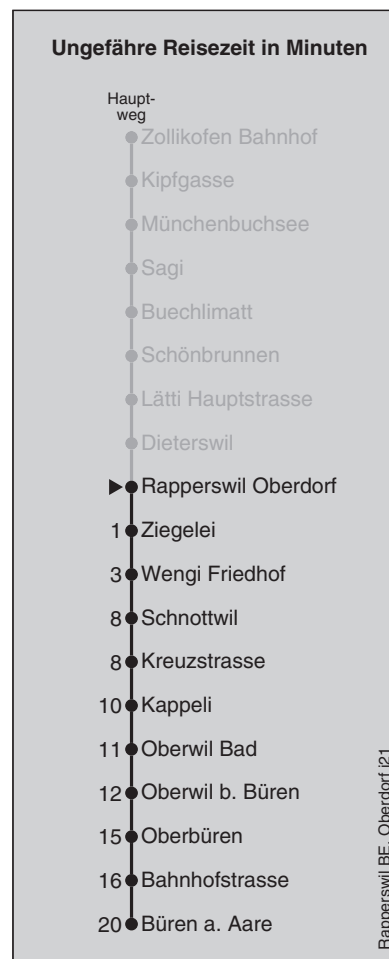 Ungefähre Reisezeit in Minuten
Haupt-
weg
Zollikofen Bahnhof
Kipfgasse
Münchenbuchsee
Sagi
Buechlimatt
Schönbrunnen
Lätti Hauptstrasse
Dieterswil
Rapperswil Oberdorf
1 Ziegelei
3 Wengi Friedhof
8 Schnottwil
8 Kreuzstrasse
10 Kappeli
11 Oberwil Bad
12 Oberwil b. Büren
15 Oberbüren
16 Bahnhofstrasse
20 Büren a. Aare
Rapperswil BE, Oberdorf j21